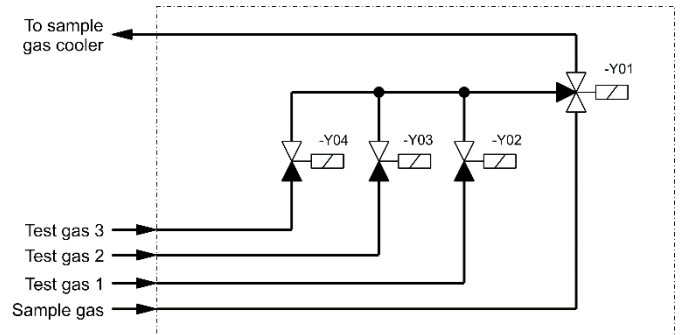 To sample
gas cooler
-Y01
-Y04
-Y03
-Y02
Test gas 3
Test gas 2
Test gas 1
Sample gas